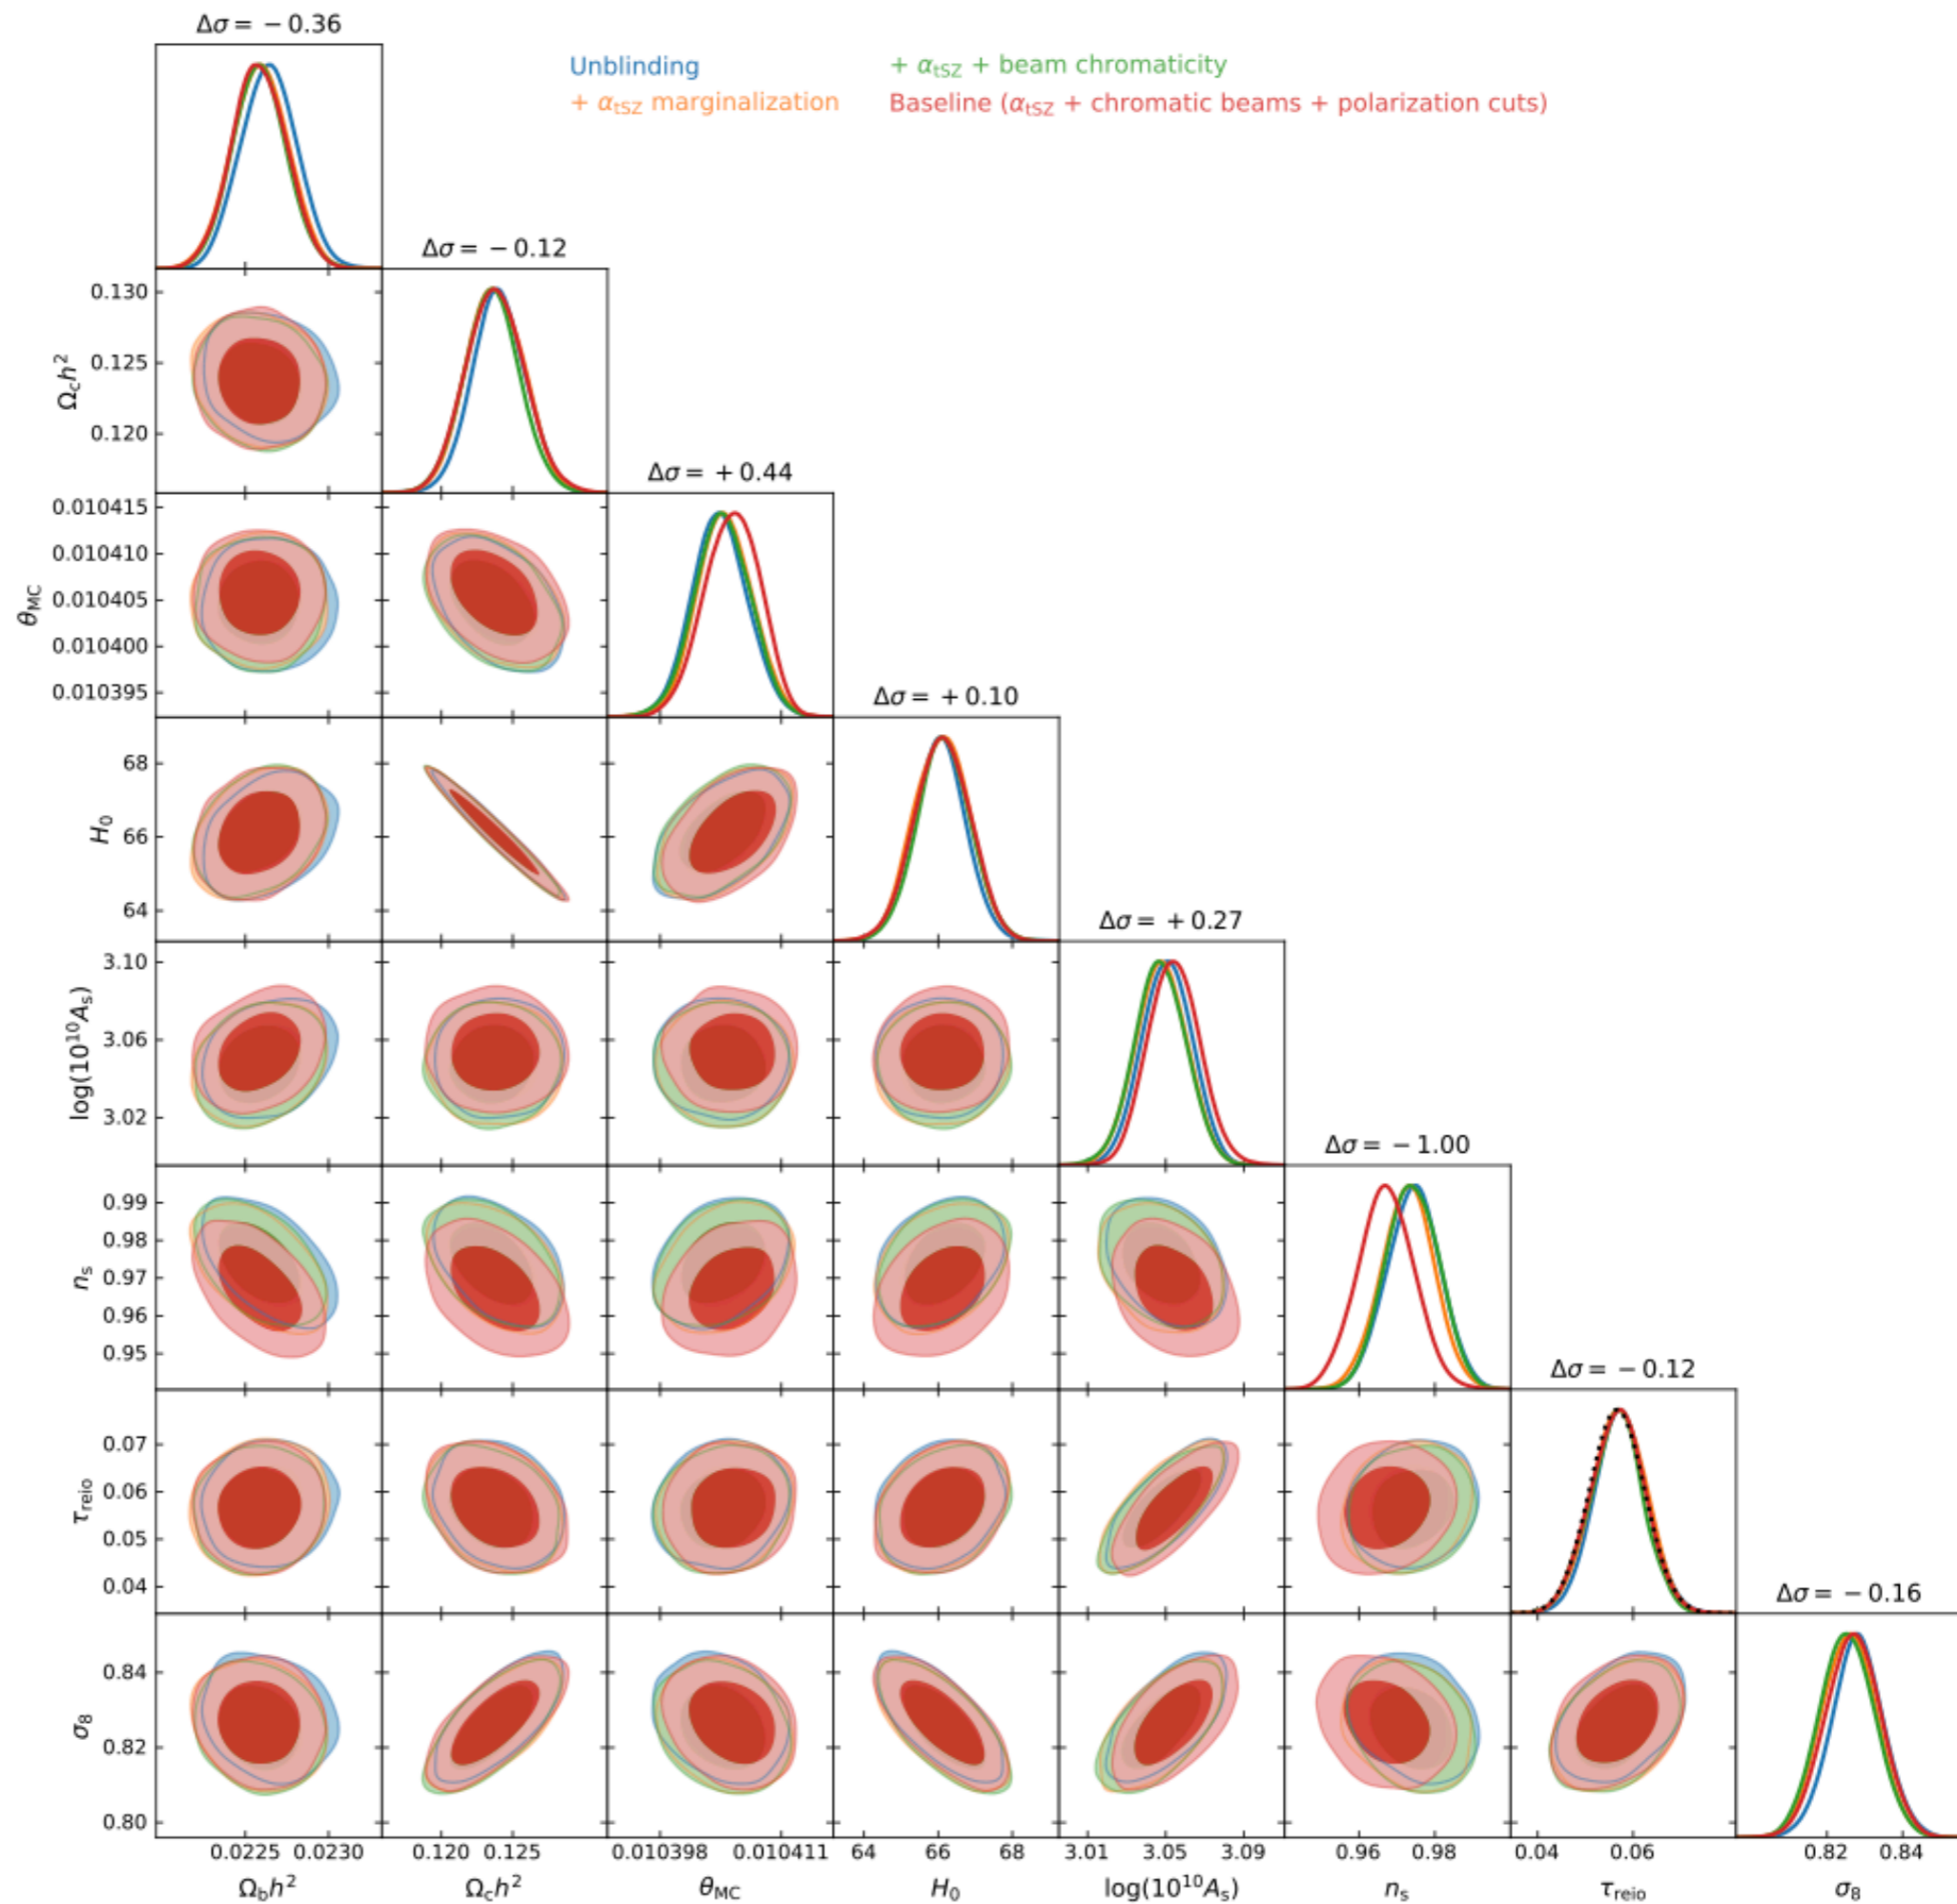 Δσ = − 0.36
Unblinding
+ αtSZ + beam chromaticity
+ αtSZ marginalization
Baseline (αtSZ + chromatic beams + polarization cuts)
Δσ = − 0.12
0.130
0.125
0.120
Ωch²
Δσ = + 0.44
0.010415
0.010410
0.010405
0.010400
0.010395
θMC
Δσ = + 0.10
68
66
64
H₀
Δσ = + 0.27
3.10
3.06
3.02
log(10¹⁰As)
Δσ = − 1.00
0.99
0.98
0.97
0.96
0.95
ns
Δσ = − 0.12
0.07
0.06
0.05
0.04
τreio
Δσ = − 0.16
0.84
0.82
0.80
σ₈
0.0225 0.0230 0.120 0.125 0.010398 0.010411 64 66 68 3.01 3.05 3.09 0.96 0.98 0.04 0.06 0.82 0.84
Ωbh² Ωch² θMC H₀ log(10¹⁰As) ns τreio σ₈